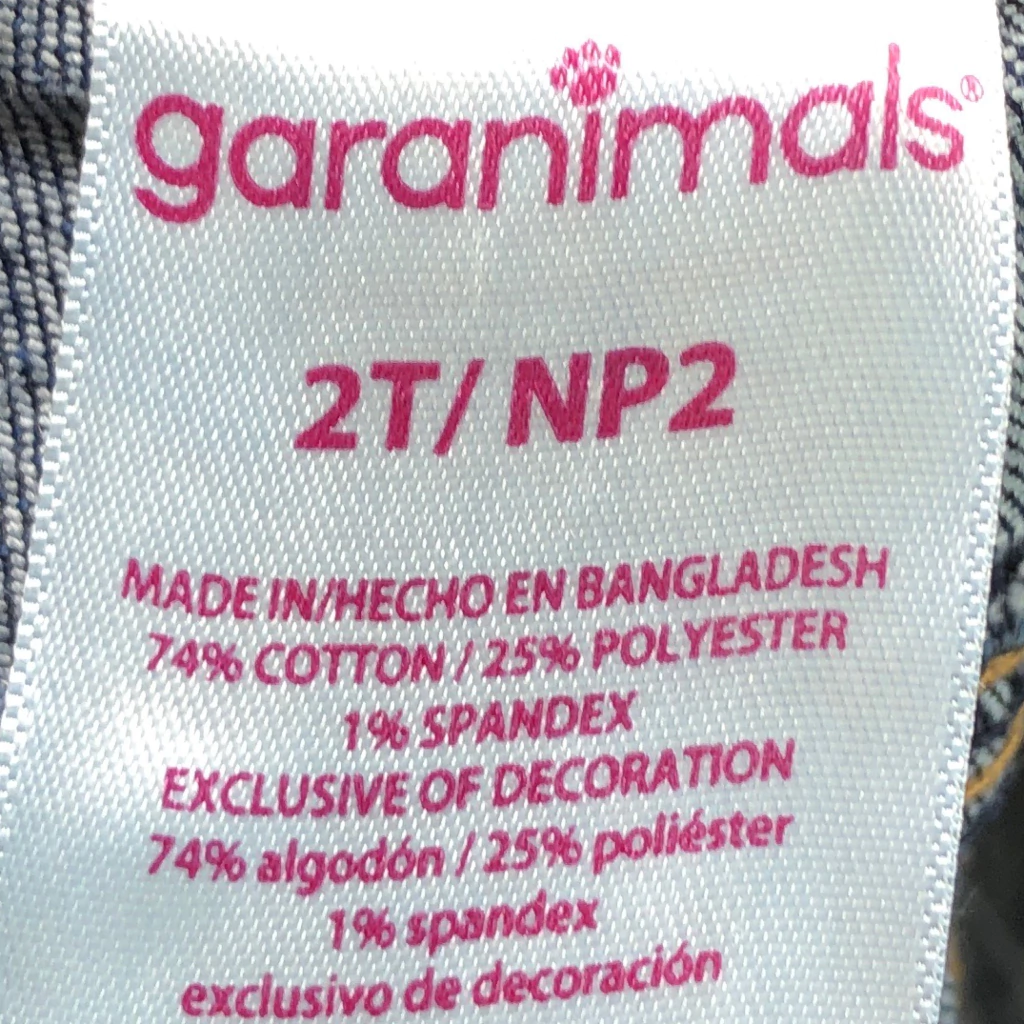 garanimals®
2T/ NP2
MADE IN/HECHO EN BANGLADESH
74% COTTON / 25% POLYESTER
1% SPANDEX
EXCLUSIVE OF DECORATION
74% algodón / 25% poliéster
1% spandex
exclusivo de decoración